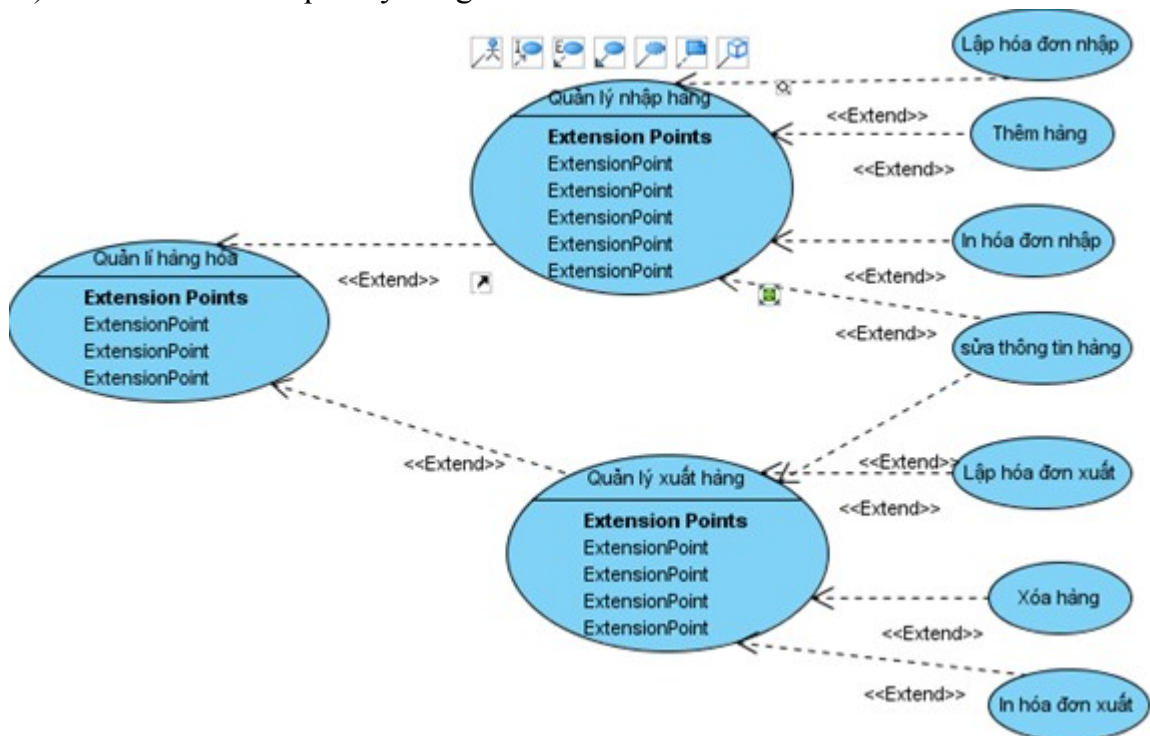 Lập hóa đơn nhập
Quản lý nhập hàng
<<Extend>>
Thêm hàng
Extension Points
ExtensionPoint
ExtensionPoint
ExtensionPoint
ExtensionPoint
ExtensionPoint
<<Extend>>
In hóa đơn nhập
<<Extend>>
Quản lí hàng hóa
<<Extend>>
Extension Points
ExtensionPoint
ExtensionPoint
ExtensionPoint
<<Extend>>
sửa thông tin hàng
<<Extend>>
<<Extend>>
Lập hóa đơn xuất
Quản lý xuất hàng
<<Extend>>
Extension Points
ExtensionPoint
ExtensionPoint
ExtensionPoint
ExtensionPoint
Xóa hàng
<<Extend>>
<<Extend>>
In hóa đơn xuất